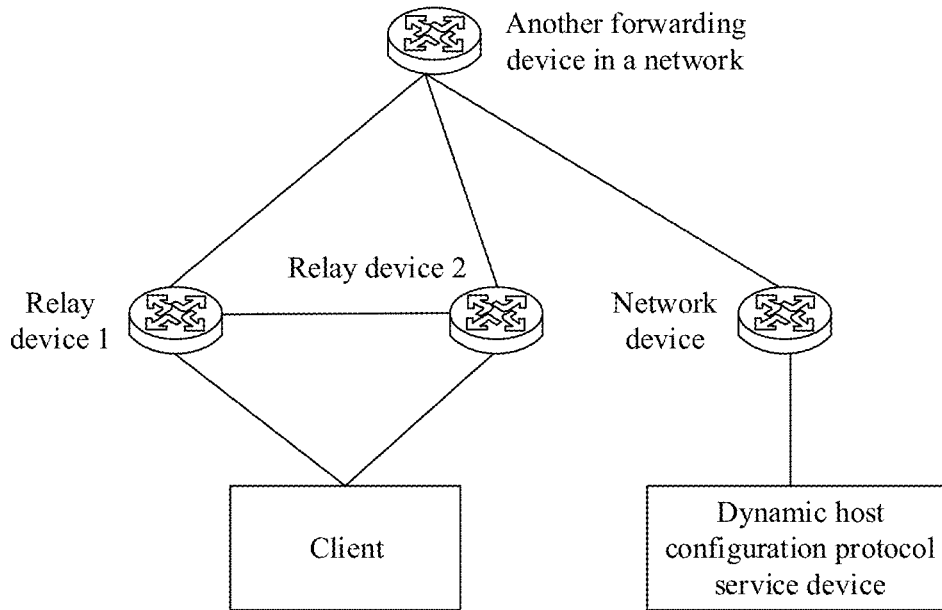 Another forwarding
device in a network
Relay device 2
Relay
device 1
Network
device
Client
Dynamic host
configuration protocol
service device